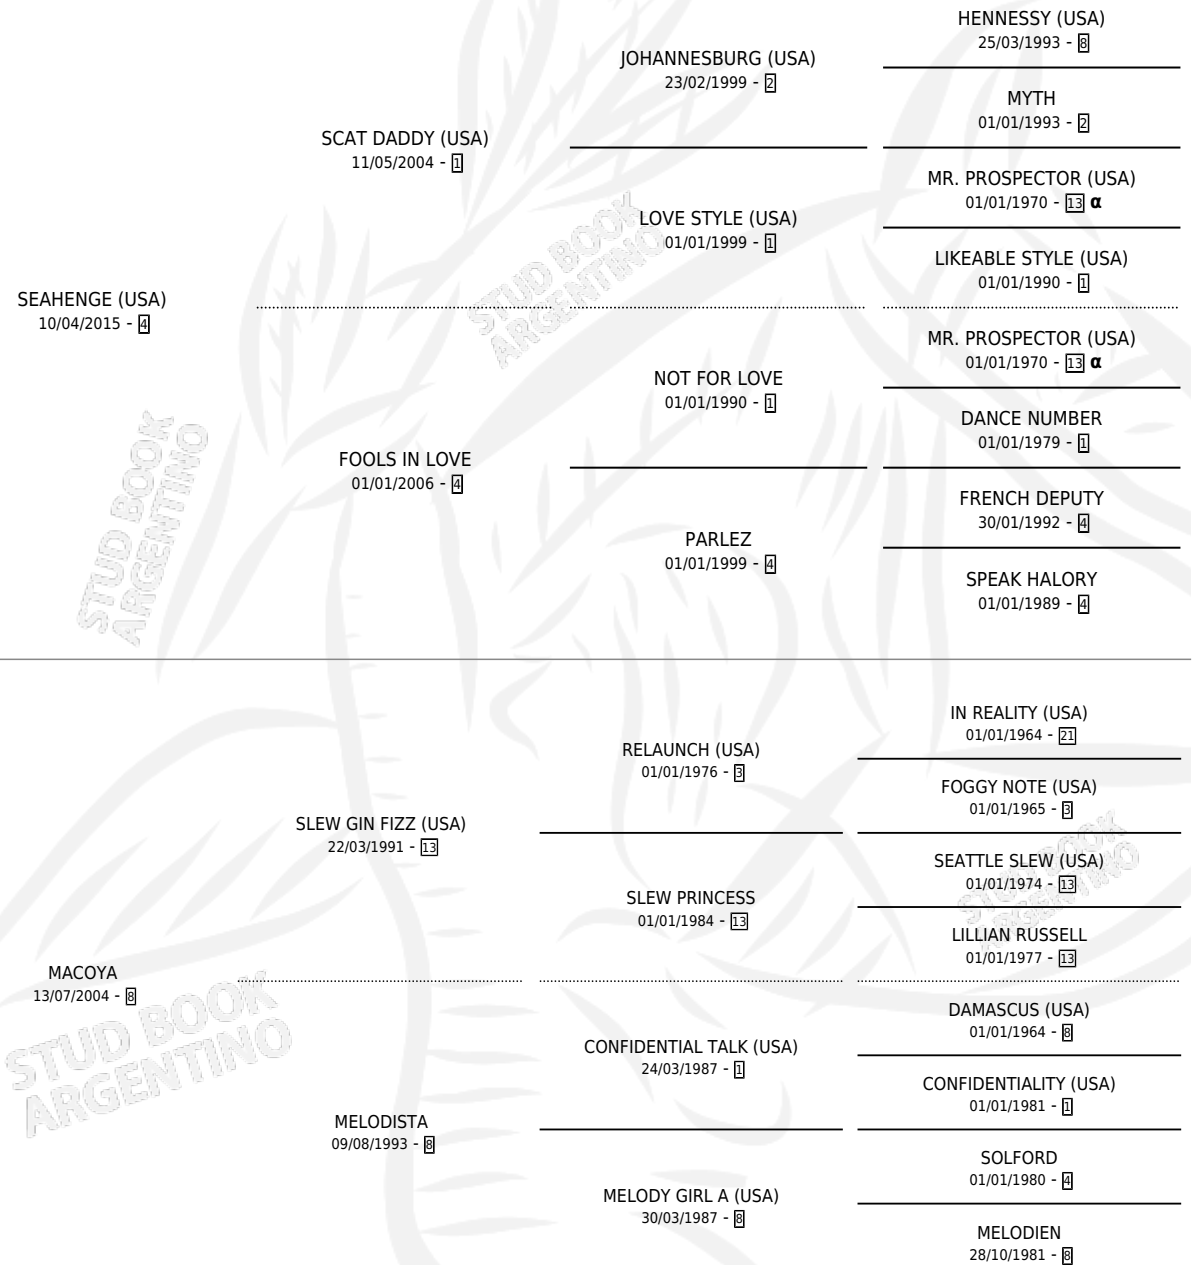 HENNESSY (USA)
25/03/1993 - 8
JOHANNESBURG (USA)
23/02/1999 - 2
MYTH
01/01/1993 - 2
SCAT DADDY (USA)
11/05/2004 - 1
MR. PROSPECTOR (USA)
01/01/1970 - 13 α
LOVE STYLE (USA)
01/01/1999 - 1
LIKEABLE STYLE (USA)
01/01/1990 - 1
SEAHENGE (USA)
10/04/2015 - 4
MR. PROSPECTOR (USA)
01/01/1970 - 13 α
NOT FOR LOVE
01/01/1990 - 1
DANCE NUMBER
01/01/1979 - 1
FOOLS IN LOVE
01/01/2006 - 4
FRENCH DEPUTY
30/01/1992 - 4
PARLEZ
01/01/1999 - 4
SPEAK HALORY
01/01/1989 - 4
IN REALITY (USA)
01/01/1964 - 21
RELAUNCH (USA)
01/01/1976 - 3
FOGGY NOTE (USA)
01/01/1965 - 3
SLEW GIN FIZZ (USA)
22/03/1991 - 13
SEATTLE SLEW (USA)
01/01/1974 - 13
SLEW PRINCESS
01/01/1984 - 13
LILLIAN RUSSELL
01/01/1977 - 13
MACOYA
13/07/2004 - 8
DAMASCUS (USA)
01/01/1964 - 8
CONFIDENTIAL TALK (USA)
24/03/1987 - 1
CONFIDENTIALITY (USA)
01/01/1981 - 1
MELODISTA
09/08/1993 - 8
SOLFORD
01/01/1980 - 4
MELODY GIRL A (USA)
30/03/1987 - 8
MELODIEN
28/10/1981 - 8
STUD BOOK
ARGENTINO
STUD BOOK
ARGENTINO
STUD BOOK
ARGENTINO
STUD BOOK
ARGENTINO